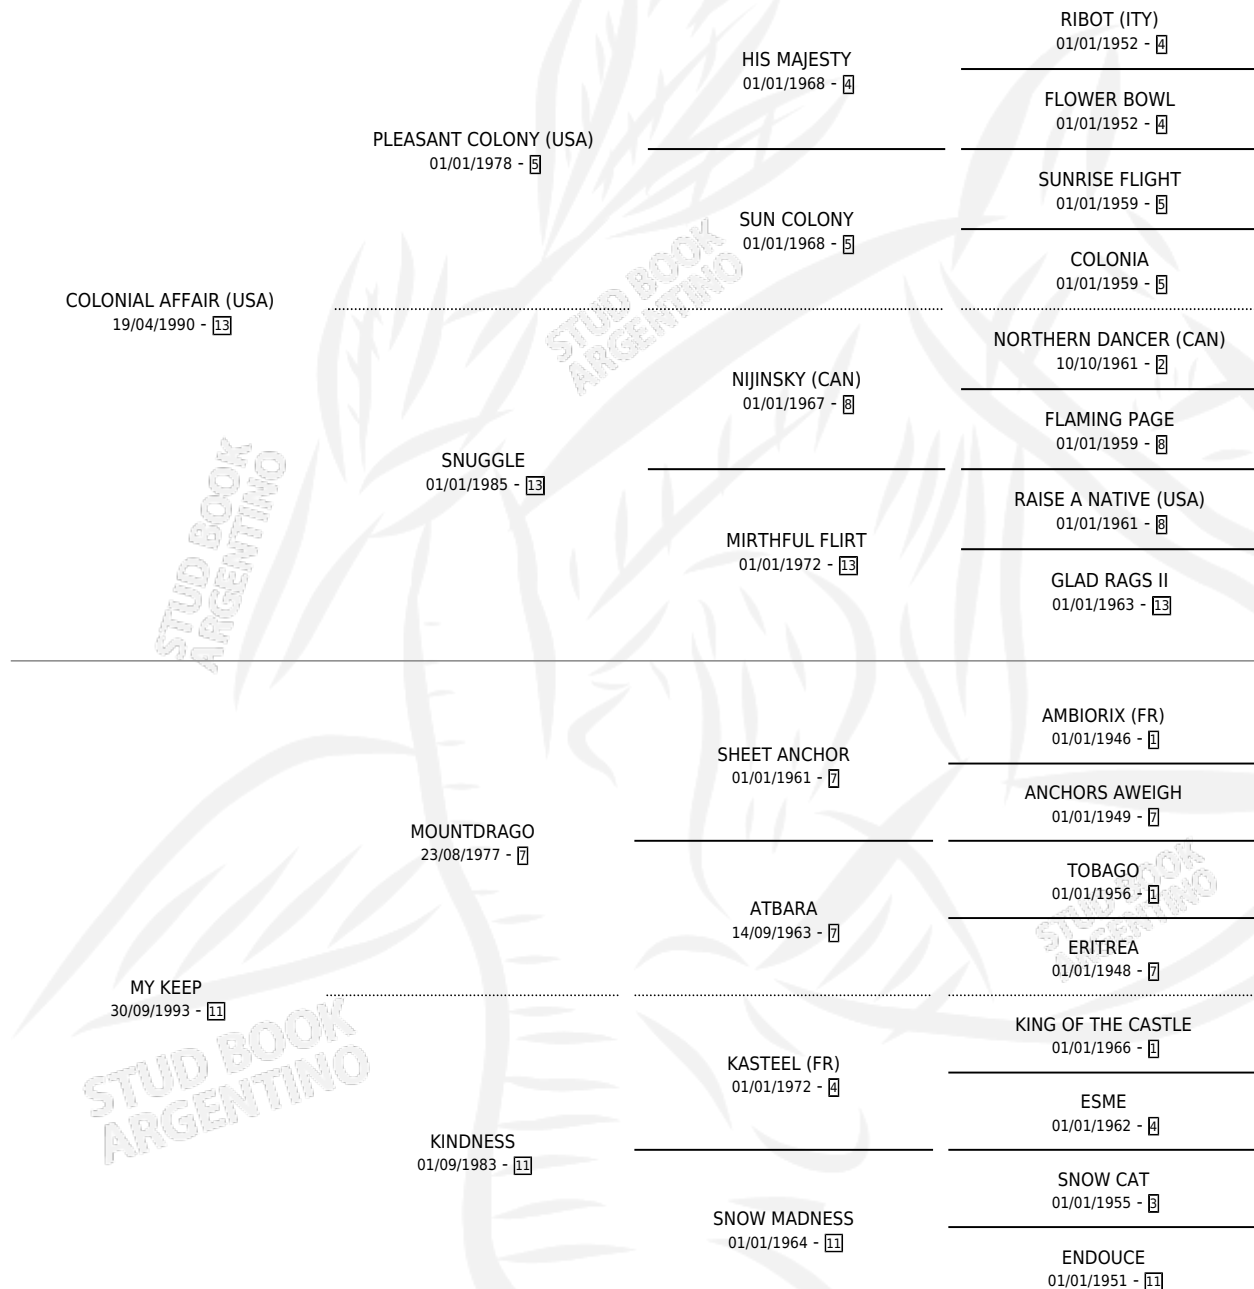 RIBOT (ITY)
01/01/1952 - 4
HIS MAJESTY
01/01/1968 - 4
FLOWER BOWL
01/01/1952 - 4
PLEASANT COLONY (USA)
01/01/1978 - 5
SUNRISE FLIGHT
01/01/1959 - 5
SUN COLONY
01/01/1968 - 5
COLONIA
01/01/1959 - 5
COLONIAL AFFAIR (USA)
19/04/1990 - 13
NORTHERN DANCER (CAN)
10/10/1961 - 2
NIJINSKY (CAN)
01/01/1967 - 8
FLAMING PAGE
01/01/1959 - 8
SNUGGLE
01/01/1985 - 13
RAISE A NATIVE (USA)
01/01/1961 - 8
MIRTHFUL FLIRT
01/01/1972 - 13
GLAD RAGS II
01/01/1963 - 13
AMBIORIX (FR)
01/01/1946 - 1
SHEET ANCHOR
01/01/1961 - 7
ANCHORS AWEIGH
01/01/1949 - 7
MOUNTDRAGO
23/08/1977 - 7
TOBAGO
01/01/1956 - 1
ATBARA
14/09/1963 - 7
ERITREA
01/01/1948 - 7
MY KEEP
30/09/1993 - 11
KING OF THE CASTLE
01/01/1966 - 1
KASTEEL (FR)
01/01/1972 - 4
ESME
01/01/1962 - 4
KINDNESS
01/09/1983 - 11
SNOW CAT
01/01/1955 - 3
SNOW MADNESS
01/01/1964 - 11
ENDOUCE
01/01/1951 - 11
STUD BOOK
ARGENTINO
STUD BOOK
ARGENTINO
STUD BOOK
ARGENTINO
STUD BOOK
ARGENTINO